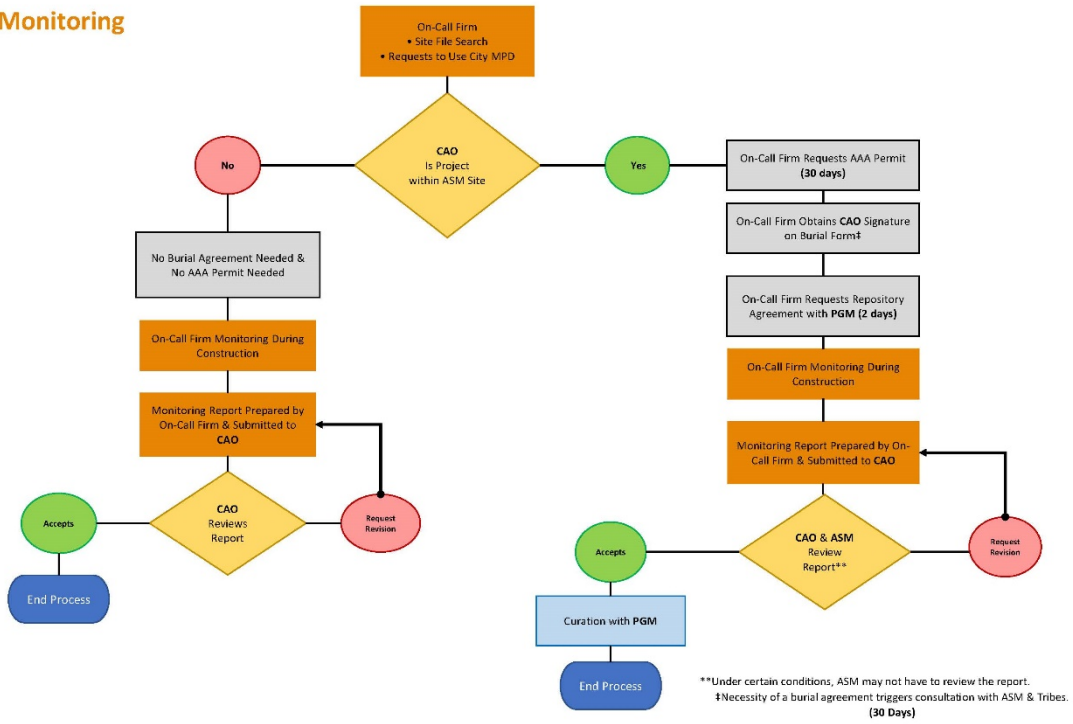 Monitoring
On-Call Firm
• Site File Search
• Requests to Use City MPD
CAO
Is Project
within ASM Site
No
Yes
No Burial Agreement Needed &
No AAA Permit Needed
On-Call Firm Monitoring During
Construction
Monitoring Report Prepared by
On-Call Firm & Submitted to
CAO
CAO
Reviews
Report
Accepts
Request
Revision
End Process
On-Call Firm Requests AAA Permit
(30 days)
On-Call Firm Obtains CAO Signature
on Burial Form‡
On-Call Firm Requests Repository
Agreement with PGM (2 days)
On-Call Firm Monitoring During
Construction
Monitoring Report Prepared by On-
Call Firm & Submitted to CAO
CAO & ASM
Review
Report**
Accepts
Request
Revision
Curation with PGM
End Process
**Under certain conditions, ASM may not have to review the report.
‡Necessity of a burial agreement triggers consultation with ASM & Tribes.
(30 Days)